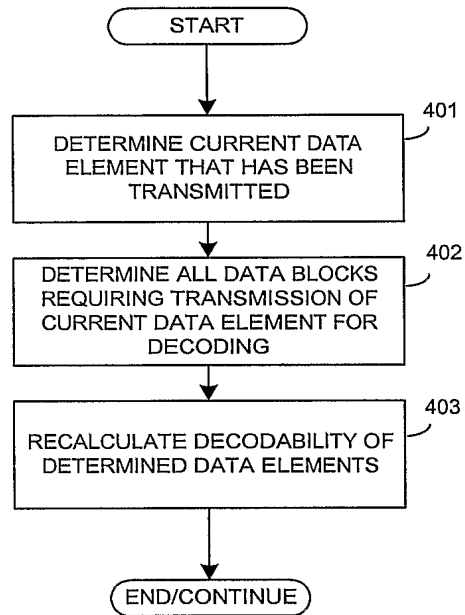 START
401
DETERMINE CURRENT DATA
ELEMENT THAT HAS BEEN
TRANSMITTED
402
DETERMINE ALL DATA BLOCKS
REQUIRING TRANSMISSION OF
CURRENT DATA ELEMENT FOR
DECODING
403
RECALCULATE DECODABILITY OF
DETERMINED DATA ELEMENTS
END/CONTINUE